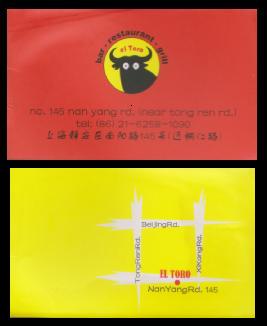 bar - restaurant - grill
el Toro
no. 145 nan yang rd. (near tong ren rd.)
tel: (86) 21-6259-1090
上海静安区南阳路145号(近铜仁路)
BeijingRd.
TongRenRd.
XiKangRd.
EL TORO
NanYangRd. 145